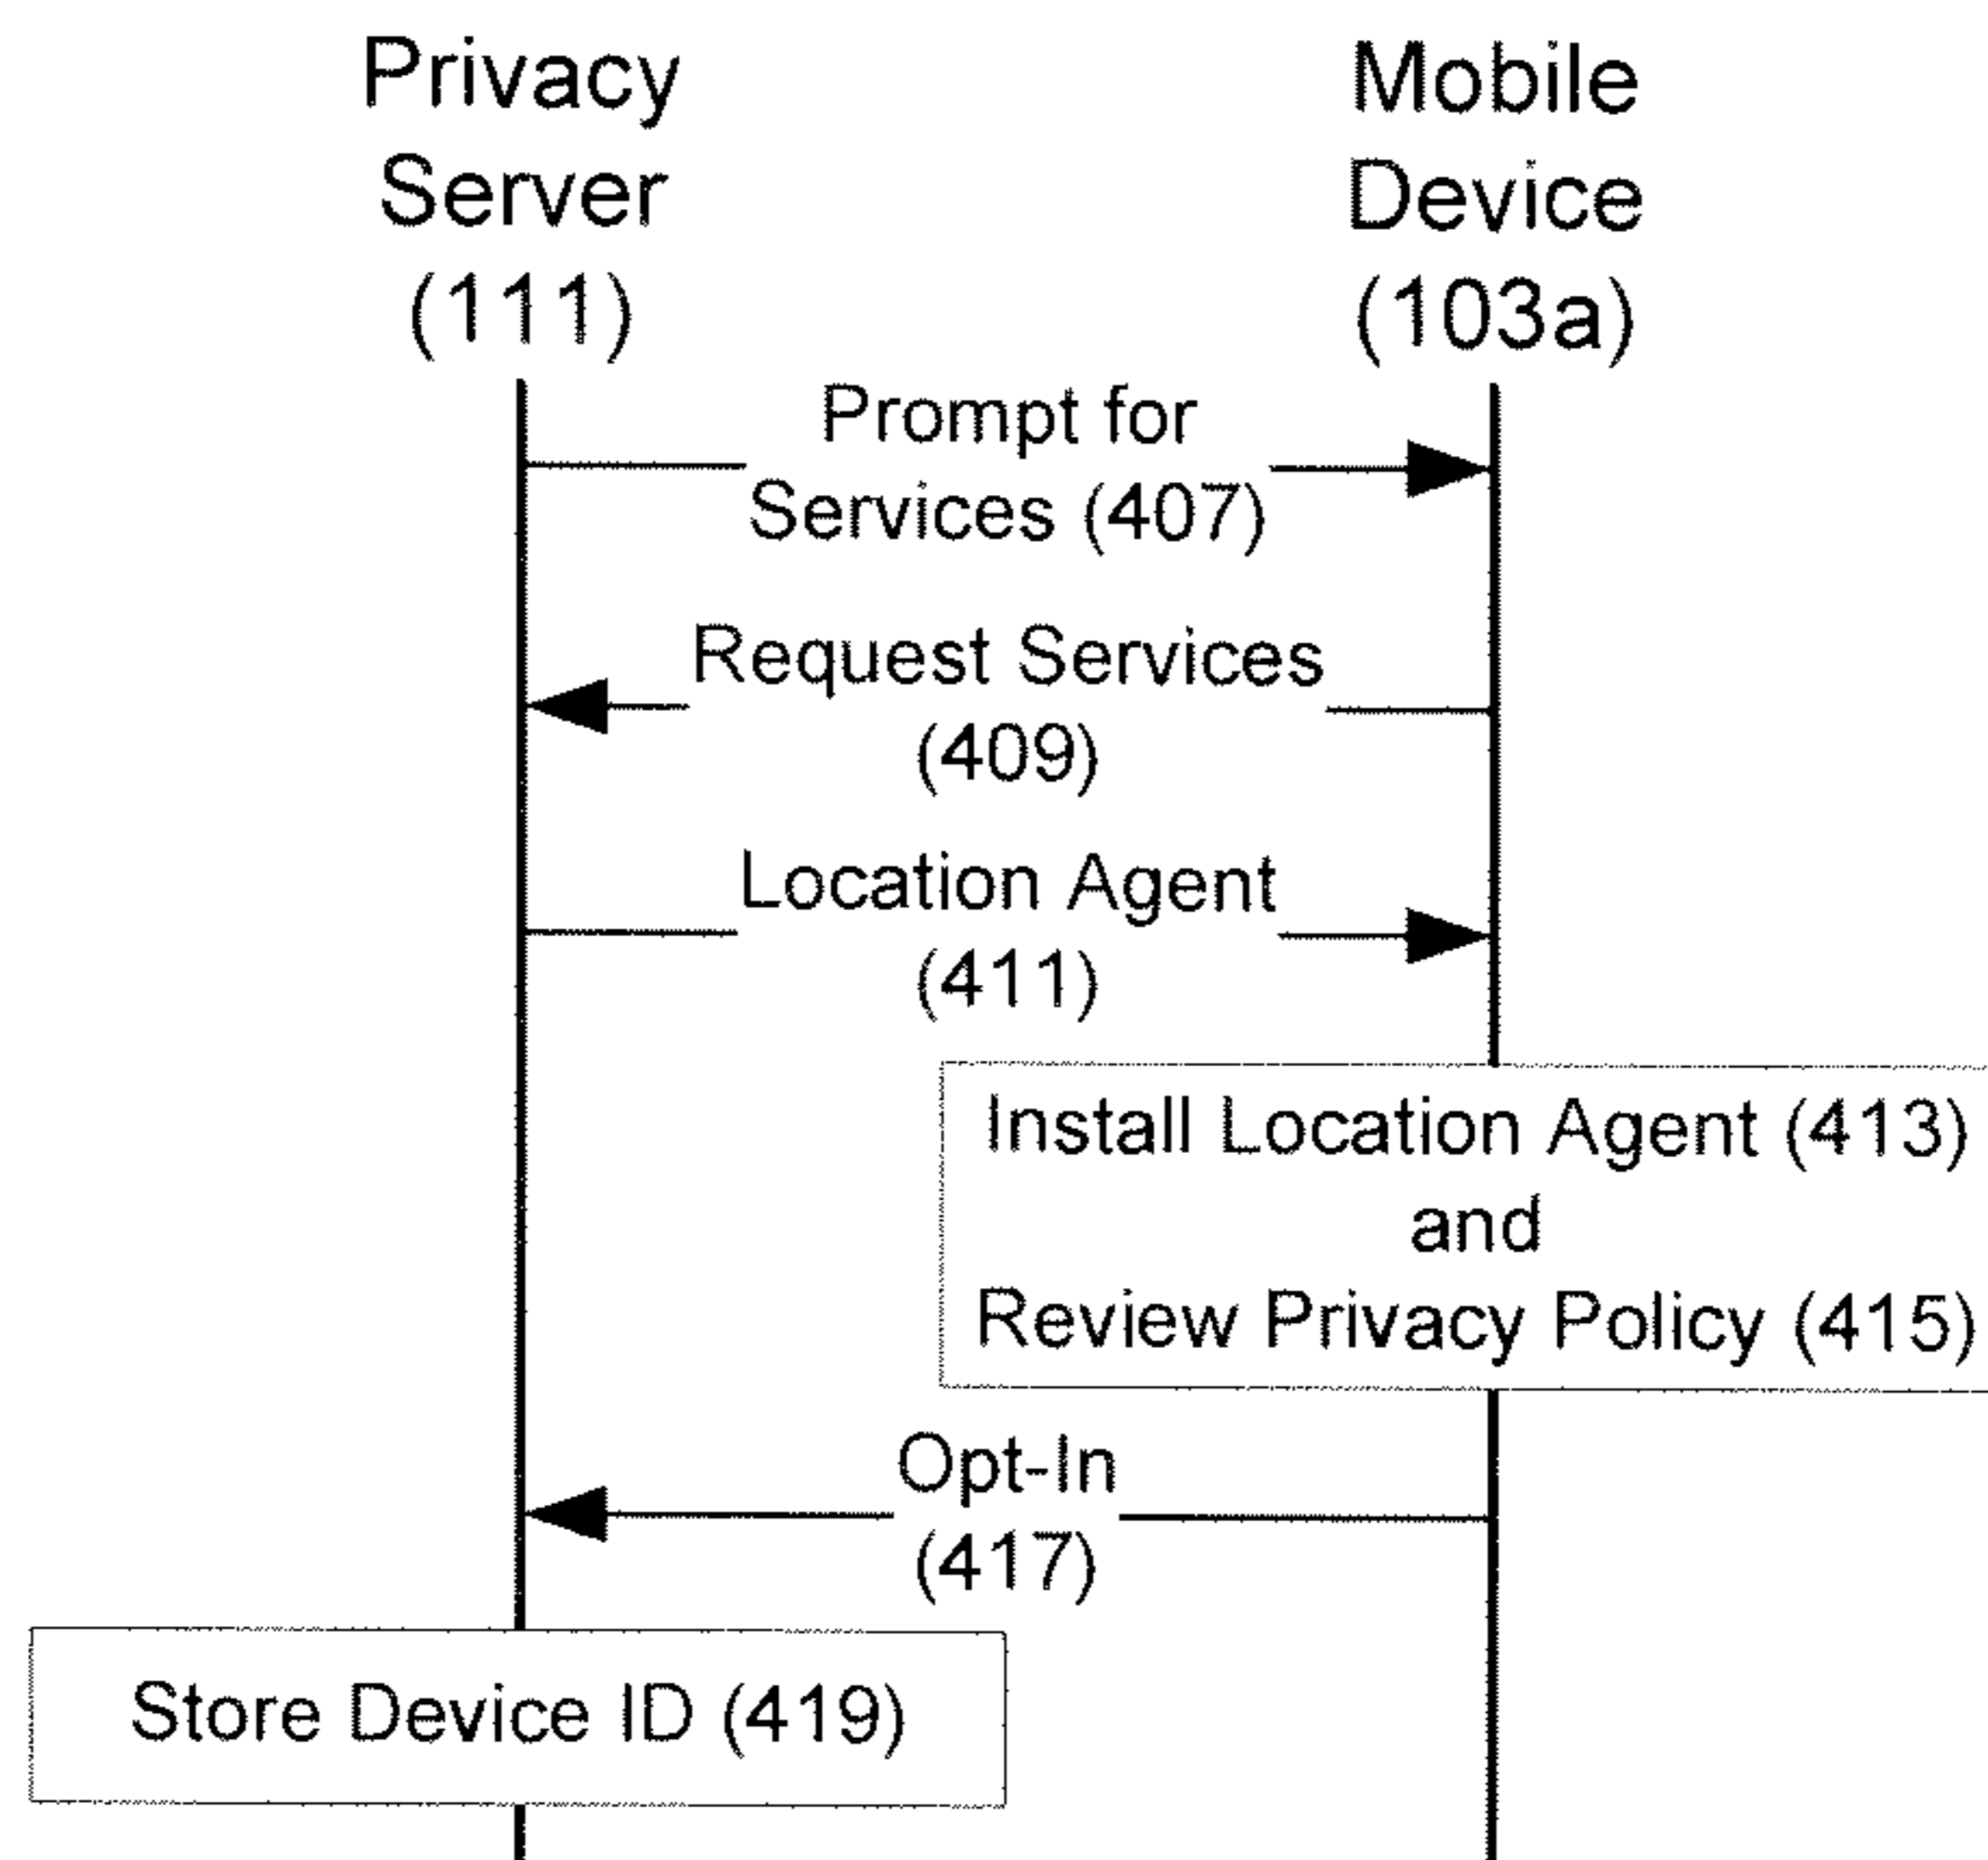 Privacy
Server
(111)
Mobile
Device
(103a)
Prompt for
Services (407)
Request Services
(409)
Location Agent
(411)
Install Location Agent (413)
and
Review Privacy Policy (415)
Opt-In
(417)
Store Device ID (419)